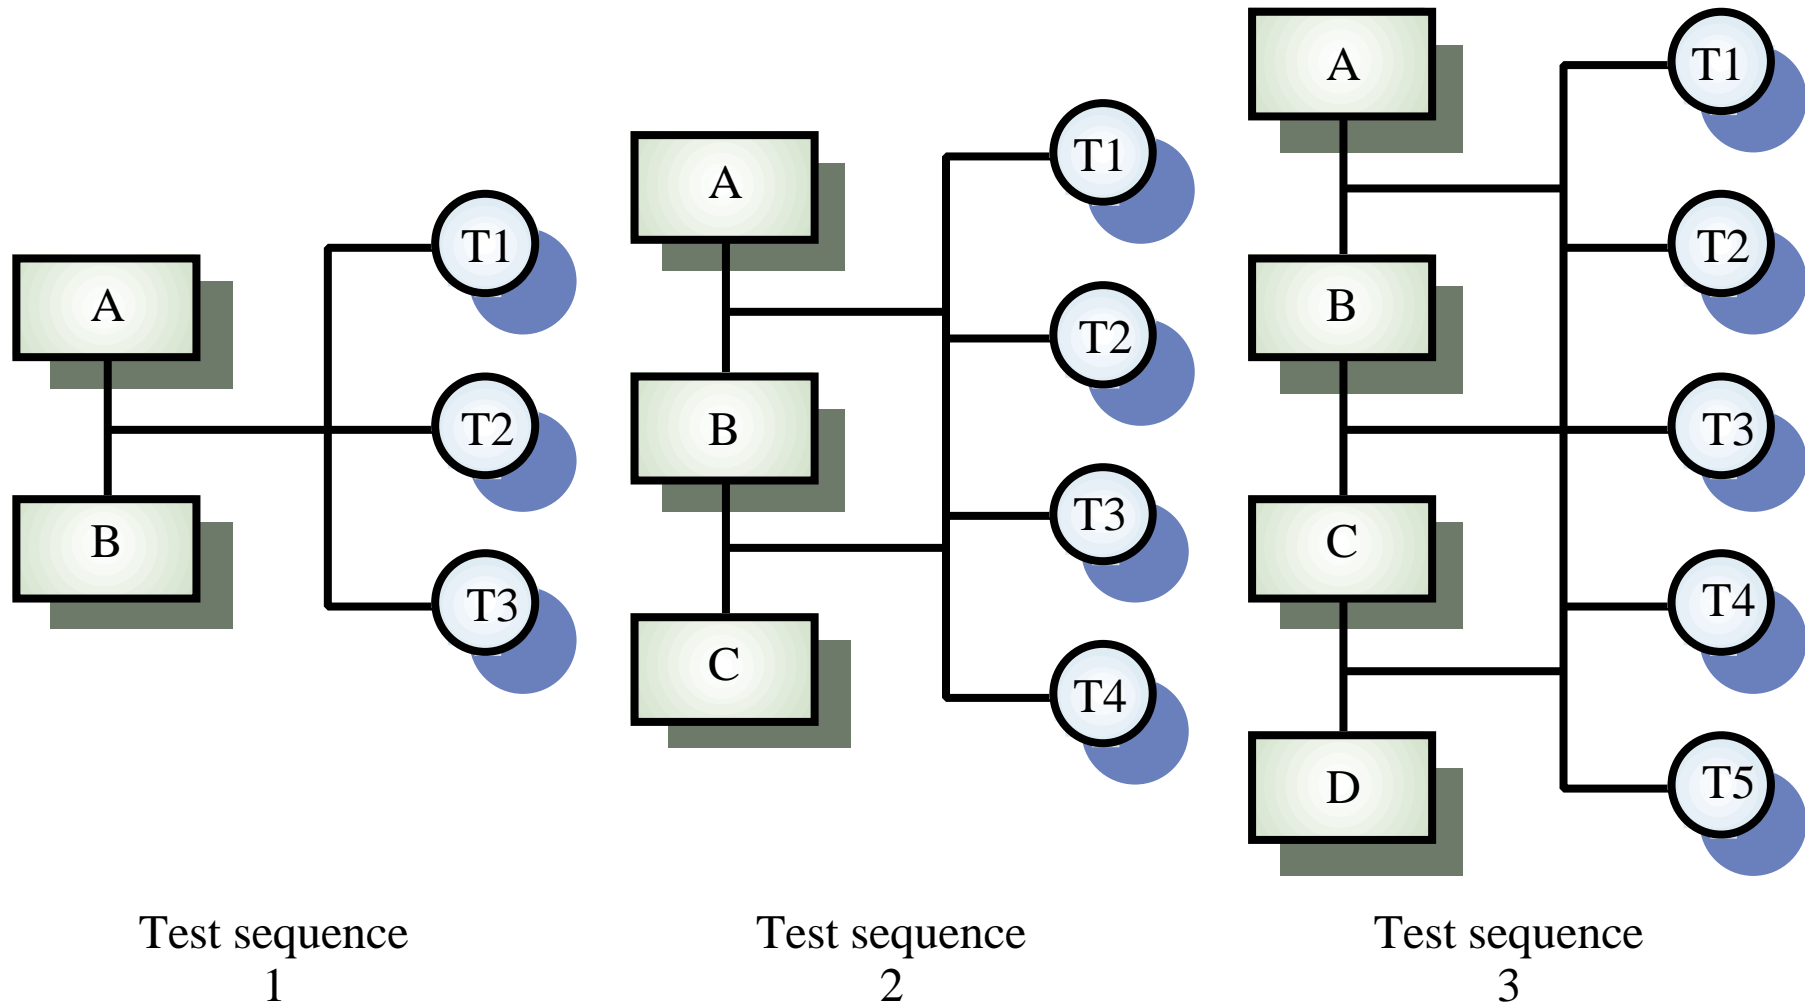 A
B
T1
T2
T3
Test sequence
1
A
B
C
T1
T2
T3
T4
Test sequence
2
A
B
C
D
T1
T2
T3
T4
T5
Test sequence
3